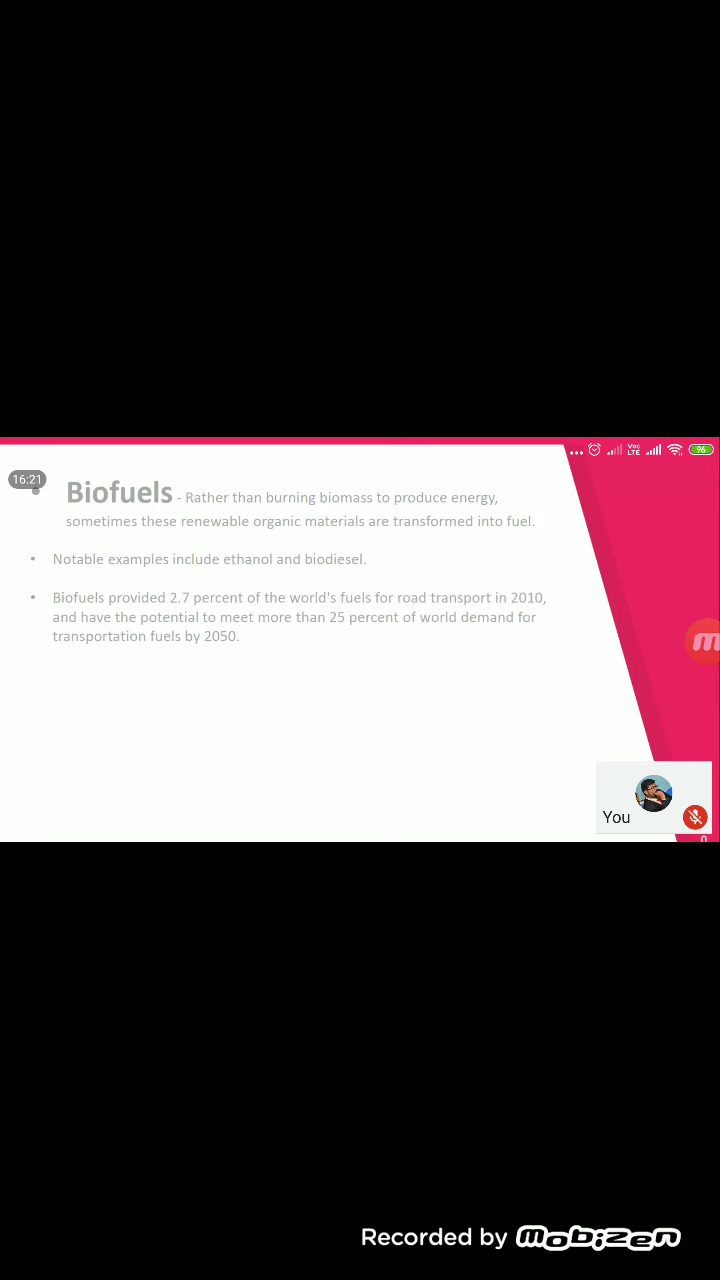 Voo
LTE
96
16:21
Biofuels - Rather than burning biomass to produce energy,
sometimes these renewable organic materials are transformed into fuel.
• Notable examples include ethanol and biodiesel.
• Biofuels provided 2.7 percent of the world's fuels for road transport in 2010,
and have the potential to meet more than 25 percent of world demand for
transportation fuels by 2050.
m
You
Recorded by mobizen